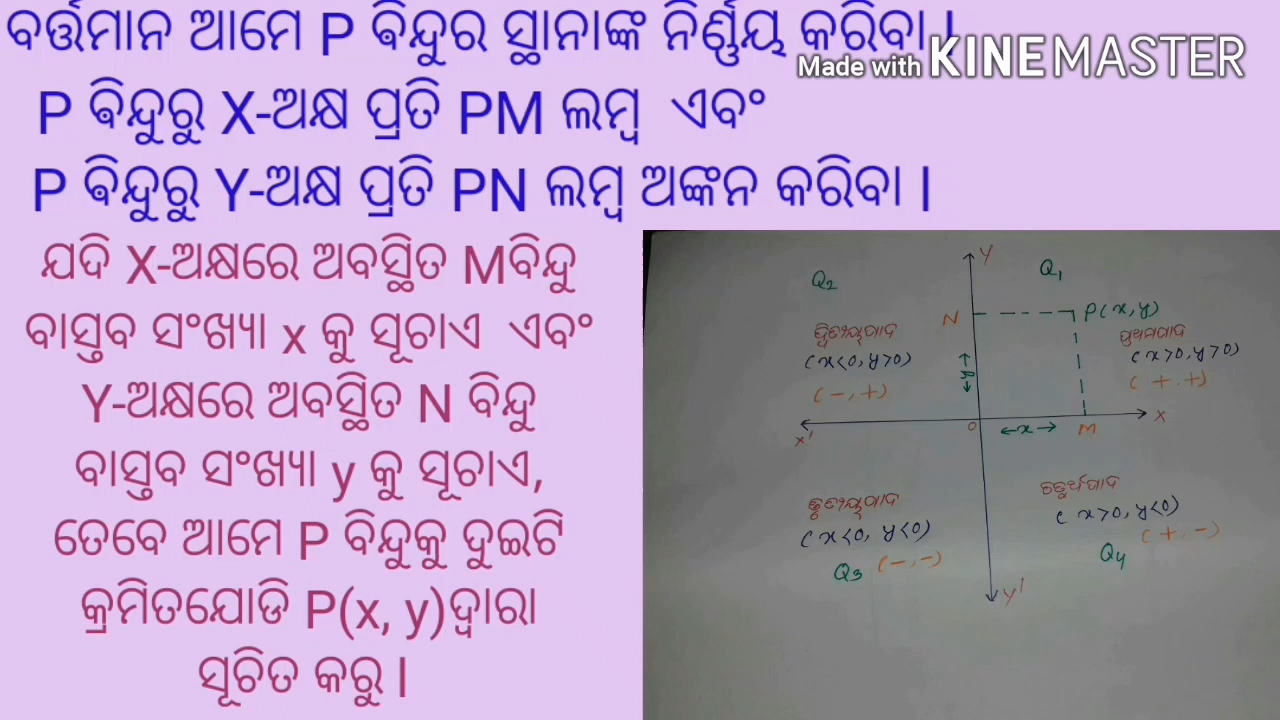 ବର୍ତ୍ତମାନ ଆମେ P ଵିନ୍ଦୁର ସ୍ଥାନାଙ୍କ ନିର୍ଣ୍ଣୟ କରିବା |
Made with KINEMASTER
P ଵିନ୍ଦୁରୁ X-ଅକ୍ଷ ପ୍ରତି PM ଲମ୍ବ ଏବଂ
P ଵିନ୍ଦୁରୁ Y-ଅକ୍ଷ ପ୍ରତି PN ଲମ୍ବ ଅଙ୍କନ କରିବା |
ଯଦି X-ଅକ୍ଷରେ ଅବସ୍ଥିତ Mବିନ୍ଦୁ
ବାସ୍ତବ ସଂଖ୍ୟା x କୁ ସୂଚାଏ ଏବଂ
Y-ଅକ୍ଷରେ ଅବସ୍ଥିତ N ବିନ୍ଦୁ
ବାସ୍ତବ ସଂଖ୍ୟା y କୁ ସୂଚାଏ,
ତେବେ ଆମେ P ବିନ୍ଦୁକୁ ଦୁଇଟି
କ୍ରମିତଯୋଡି P(x, y)ଦ୍ୱାରା
ସୂଚିତ କରୁ |
Y
Q2 Q1
N P(x,y)
ଦ୍ୱିତୀୟପାଦ ପ୍ରଥମପାଦ
(x<0, y>0) (x>0, y>0)
(-, +) (+, +)
y
X' O x M X
ତୃତୀୟପାଦ ଚତୁର୍ଥପାଦ
(x<0, y<0) (x>0, y<0)
Q3 (-, -) (+, -)
Q4
Y'